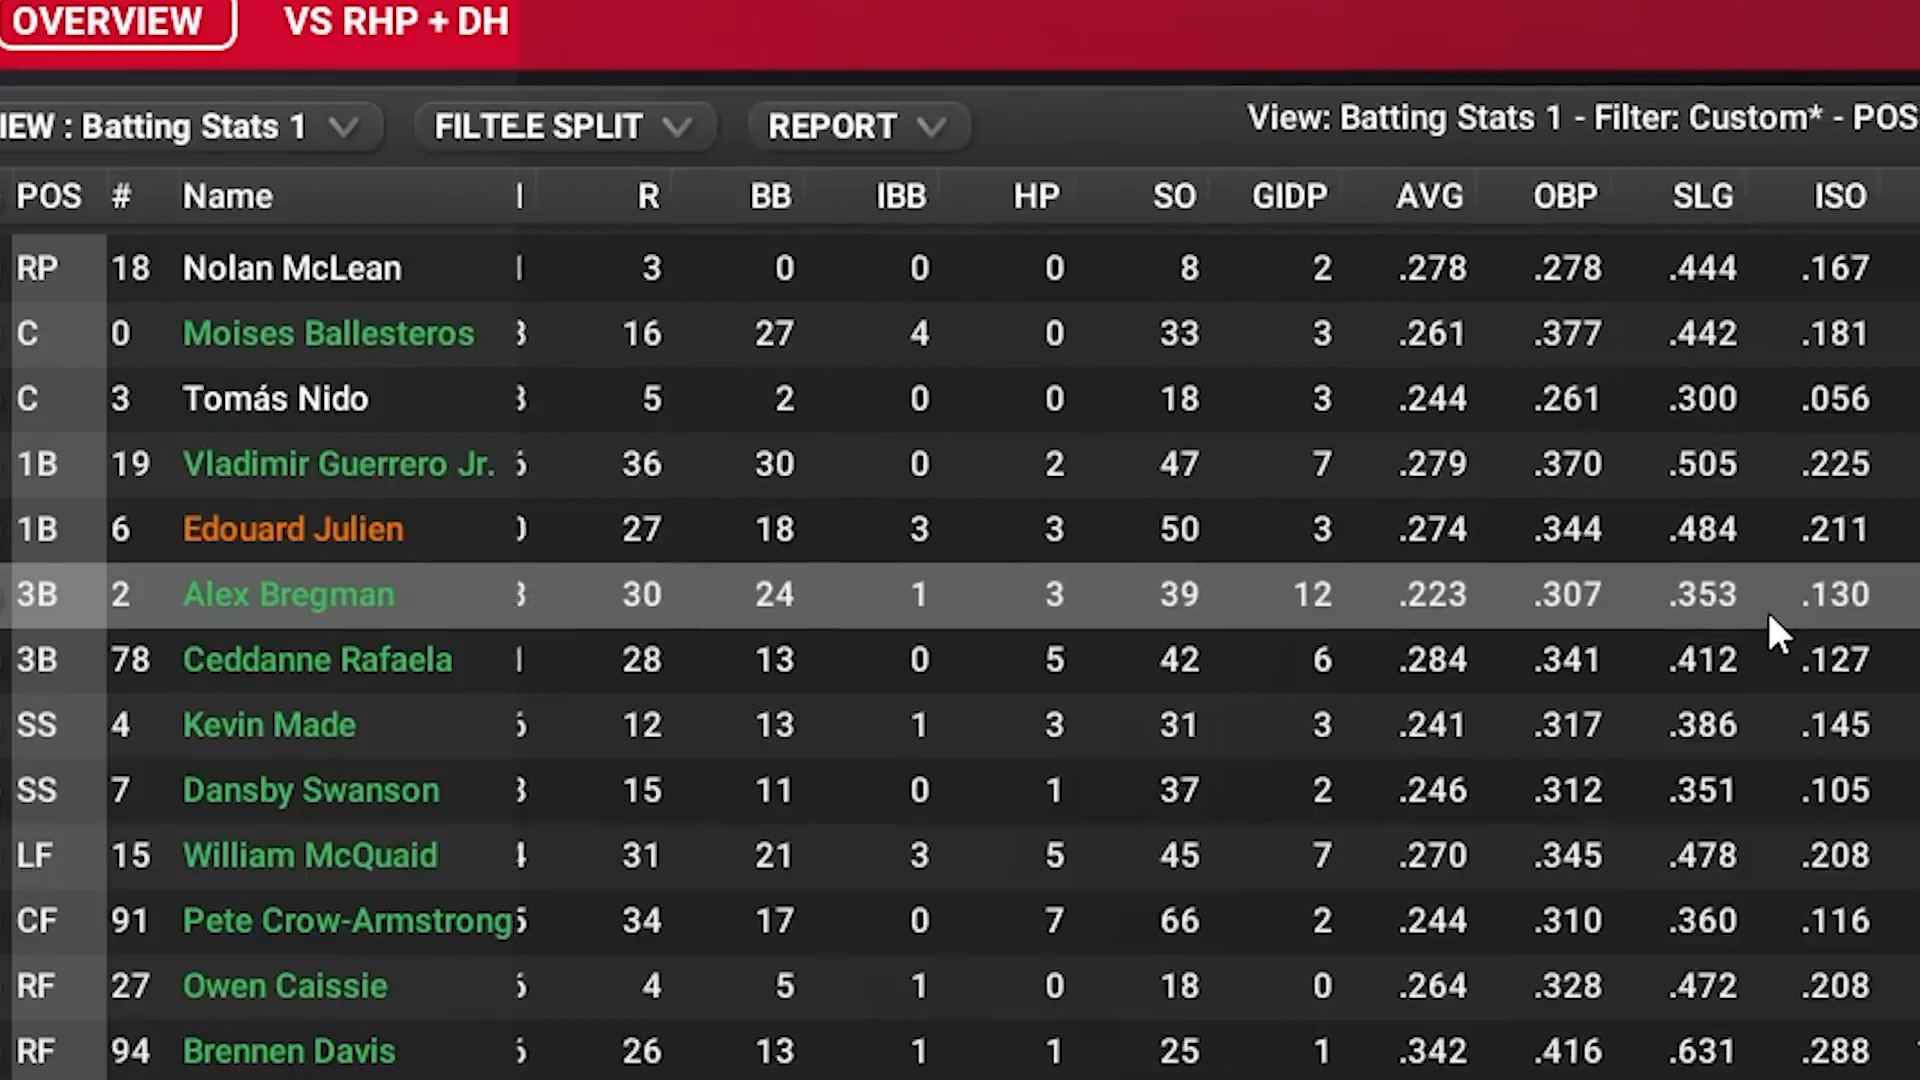 OVERVIEW VS RHP + DH
IEW : Batting Stats 1 FILTEE SPLIT REPORT View: Batting Stats 1 - Filter: Custom* - POS
POS # Name R BB IBB HP SO GIDP AVG OBP SLG ISO
RP 18 Nolan McLean 3 0 0 0 8 2 .278 .278 .444 .167
C 0 Moises Ballesteros 16 27 4 0 33 3 .261 .377 .442 .181
C 3 Tomás Nido 5 2 0 0 18 3 .244 .261 .300 .056
1B 19 Vladimir Guerrero Jr. 36 30 0 2 47 7 .279 .370 .505 .225
1B 6 Edouard Julien 27 18 3 3 50 3 .274 .344 .484 .211
3B 2 Alex Bregman 30 24 1 3 39 12 .223 .307 .353 .130
3B 78 Ceddanne Rafaela 28 13 0 5 42 6 .284 .341 .412 .127
SS 4 Kevin Made 12 13 1 3 31 3 .241 .317 .386 .145
SS 7 Dansby Swanson 15 11 0 1 37 2 .246 .312 .351 .105
LF 15 William McQuaid 31 21 3 5 45 7 .270 .345 .478 .208
CF 91 Pete Crow-Armstrong 34 17 0 7 66 2 .244 .310 .360 .116
RF 27 Owen Caissie 4 5 1 0 18 0 .264 .328 .472 .208
RF 94 Brennen Davis 26 13 1 1 25 1 .342 .416 .631 .288